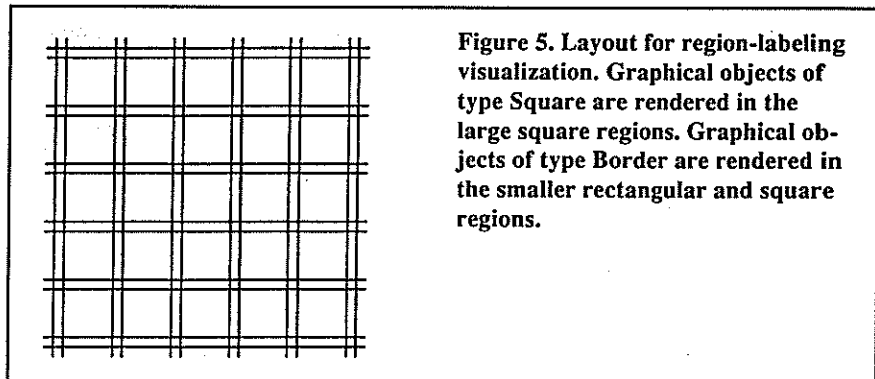 Figure 5. Layout for region-labeling
visualization. Graphical objects of
type Square are rendered in the
large square regions. Graphical ob-
jects of type Border are rendered in
the smaller rectangular and square
regions.